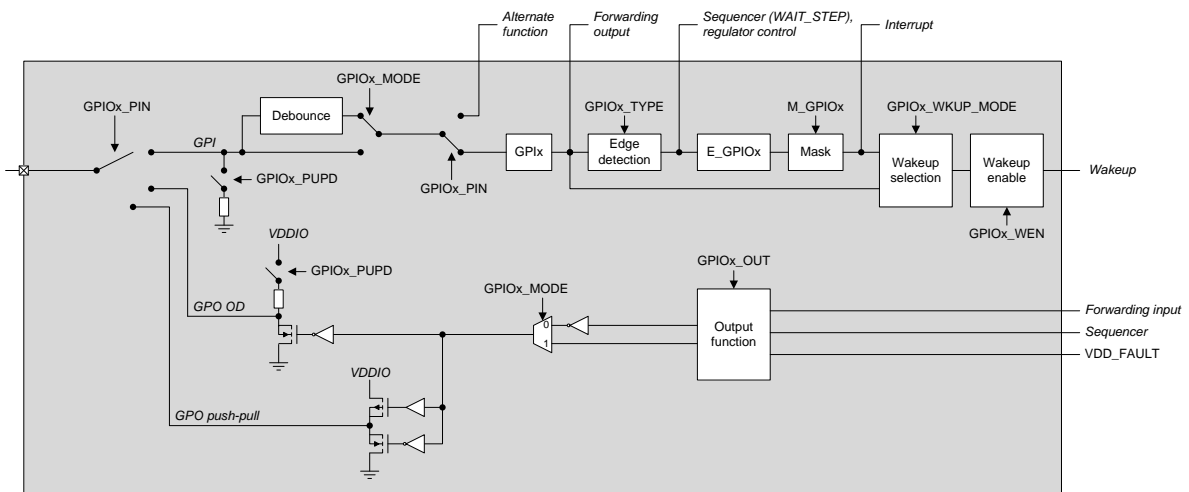 Alternate
function
Forwarding
output
Sequencer (WAIT_STEP),
regulator control
Interrupt
GPIOx_MODE
GPIOx_PIN
Debounce
GPIOx_TYPE
M_GPIOx
GPIOx_WKUP_MODE
GPI
GPIx
Edge
detection
E_GPIOx
Mask
Wakeup
selection
Wakeup
enable
Wakeup
GPIOx_PUPD
GPIOx_PIN
GPIOx_WEN
VDDIO
GPIOx_PUPD
GPIOx_OUT
GPIOx_MODE
GPO OD
0
1
Output
function
Forwarding input
Sequencer
VDD_FAULT
VDDIO
GPO push-pull